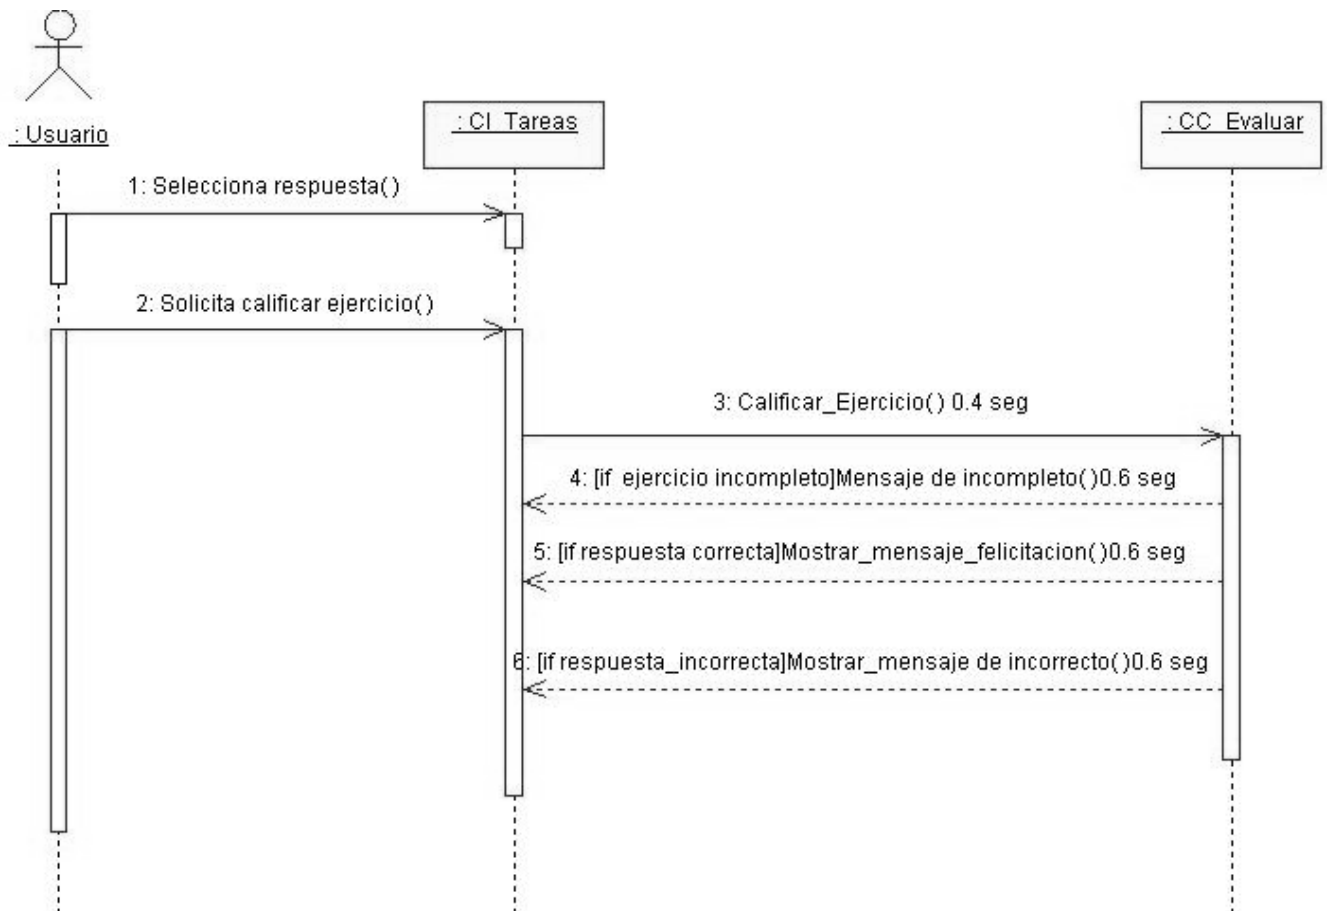 : Usuario
: CI_Tareas
: CC_Evaluar
1: Selecciona respuesta()
2: Solicita calificar ejercicio()
3: Calificar_Ejercicio() 0.4 seg
4: [if ejercicio incompleto]Mensaje de incompleto()0.6 seg
5: [if respuesta correcta]Mostrar_mensaje_felicitacion()0.6 seg
6: [if respuesta_incorrecta]Mostrar_mensaje de incorrecto()0.6 seg